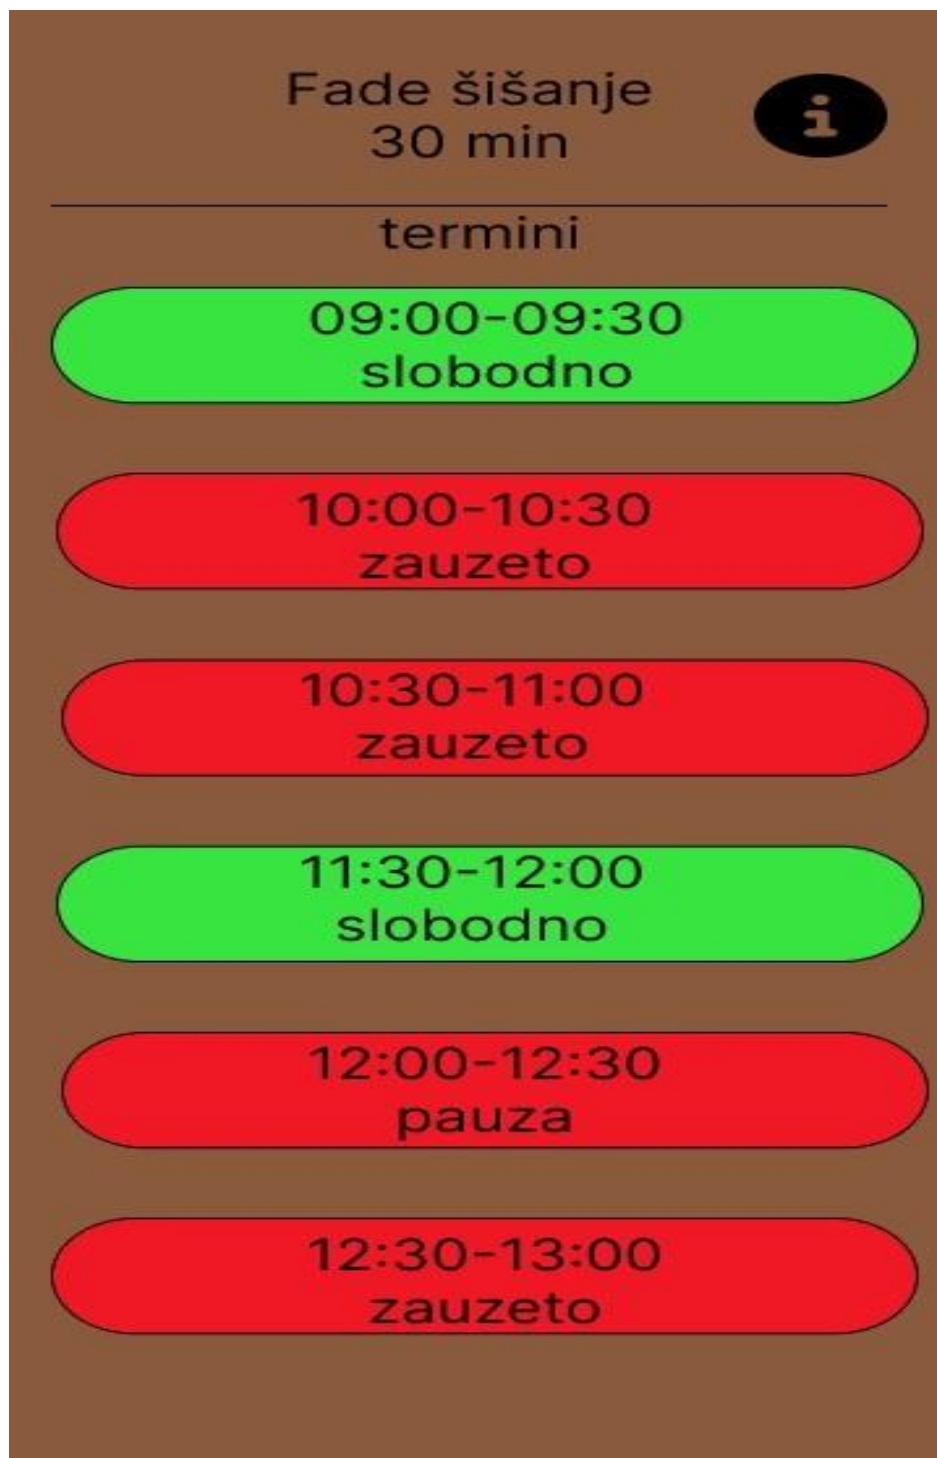 Fade šišanje
30 min
i
termini
09:00-09:30
slobodno
10:00-10:30
zauzeto
10:30-11:00
zauzeto
11:30-12:00
slobodno
12:00-12:30
pauza
12:30-13:00
zauzeto